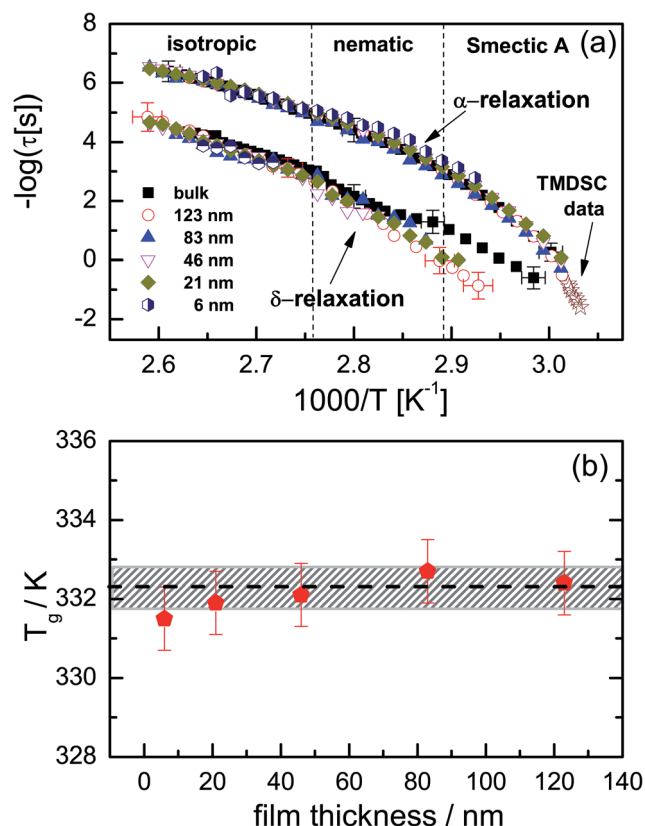 isotropic nematic Smectic A (a)
α-relaxation
TMDSC
data
δ-relaxation
bulk
123 nm
83 nm
46 nm
21 nm
6 nm
-log(τ[s])
8
6
4
2
0
-2
2.6 2.7 2.8 2.9 3.0
1000/T [K⁻¹]
(b)
T_g / K
336
334
332
330
328
0 20 40 60 80 100 120 140
film thickness / nm